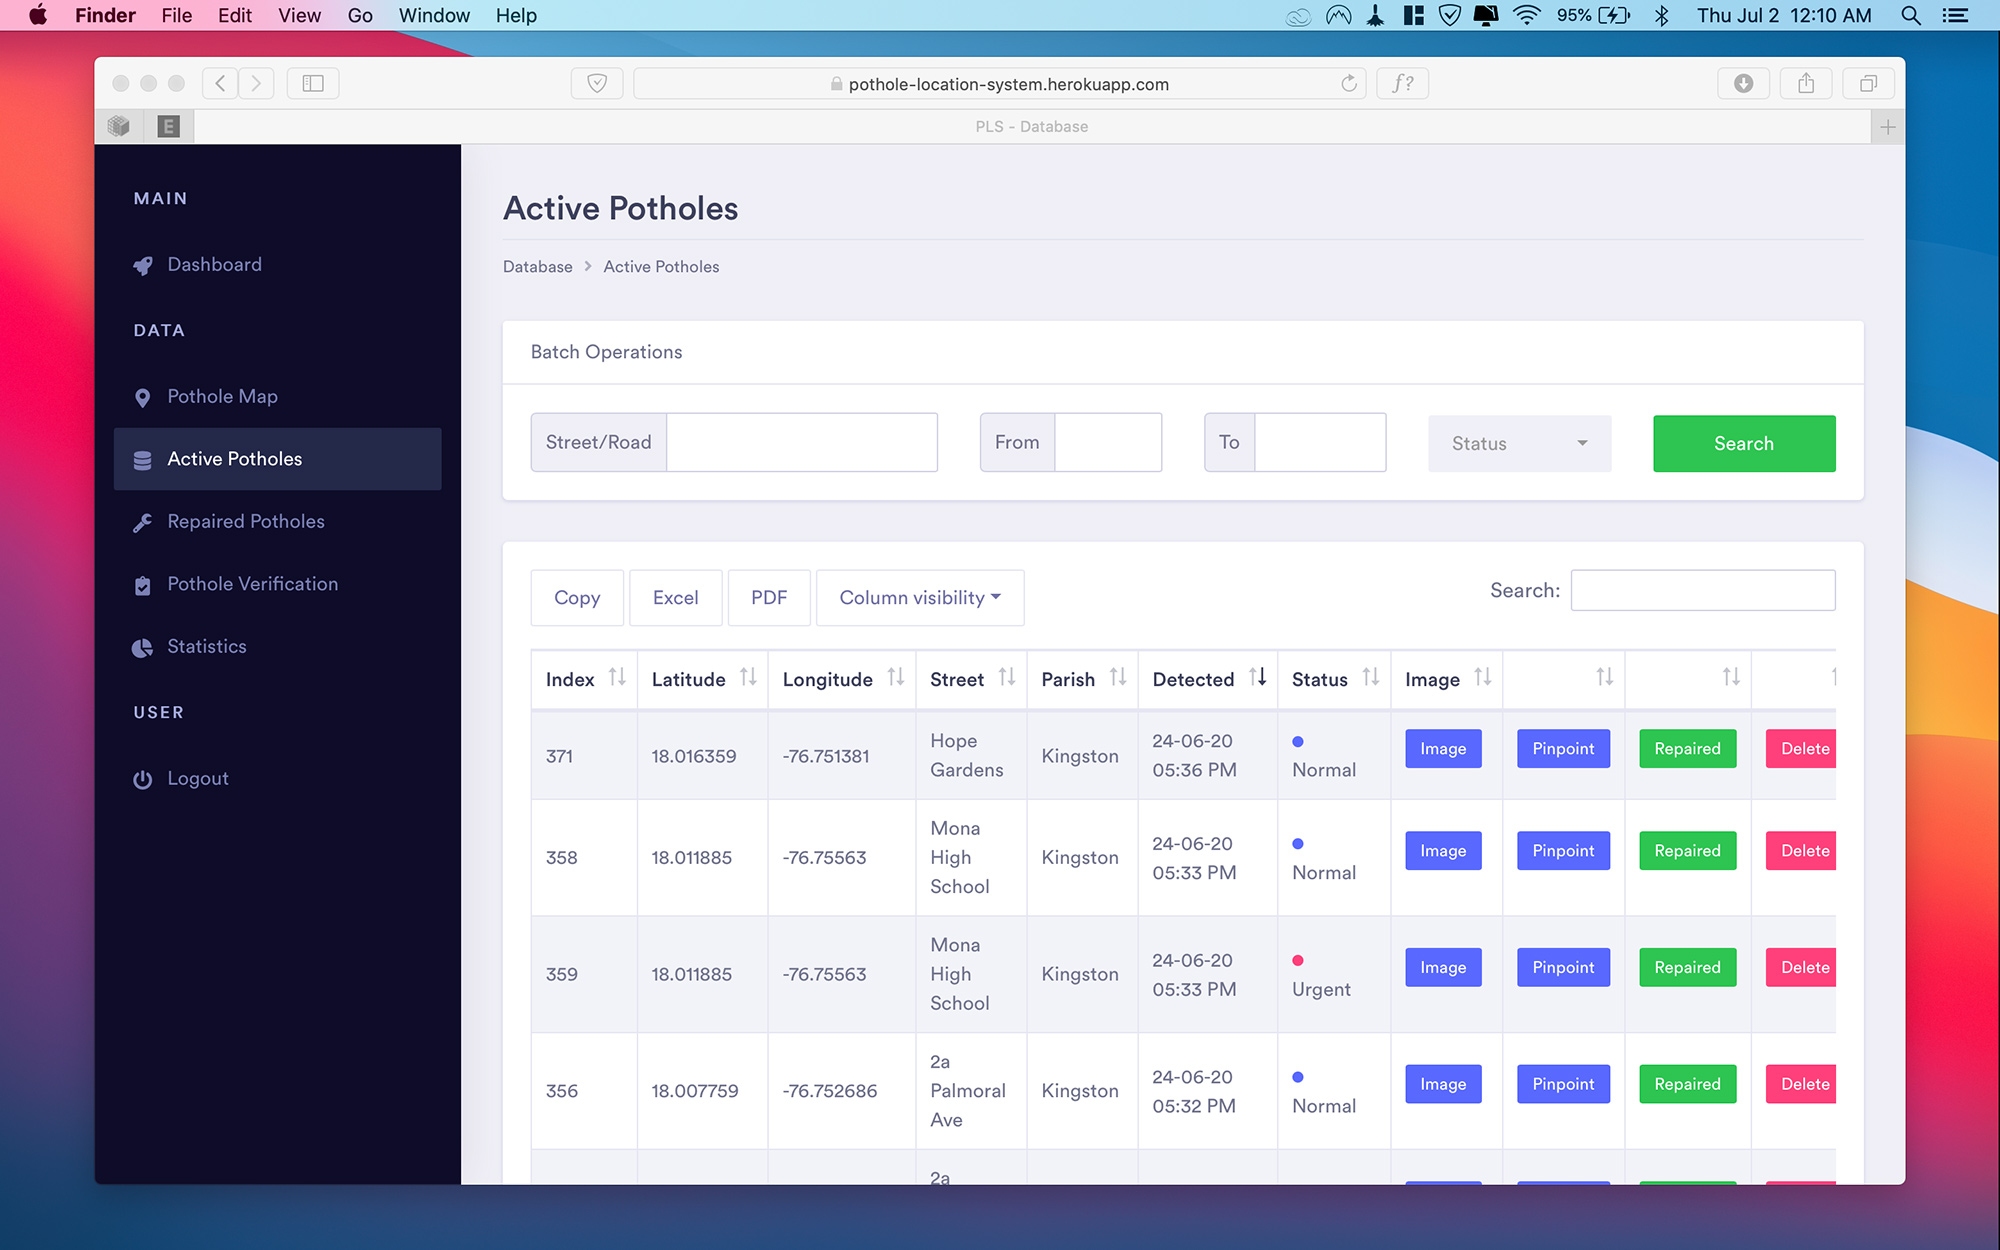 Finder File Edit View Go Window Help 95% Thu Jul 2 12:10 AM
pothole-location-system.herokuapp.com
ƒ?
E
PLS - Database
MAIN
Dashboard
DATA
Pothole Map
Active Potholes
Repaired Potholes
Pothole Verification
Statistics
USER
Logout
Active Potholes
Database > Active Potholes
Batch Operations
Street/Road From To Status Search
Copy Excel PDF Column visibility Search:
Index Latitude Longitude Street Parish Detected Status Image
371 18.016359 -76.751381 Hope Gardens Kingston 24-06-20 05:36 PM Normal Image Pinpoint Repaired Delete
358 18.011885 -76.75563 Mona High School Kingston 24-06-20 05:33 PM Normal Image Pinpoint Repaired Delete
359 18.011885 -76.75563 Mona High School Kingston 24-06-20 05:33 PM Urgent Image Pinpoint Repaired Delete
356 18.007759 -76.752686 2a Palmoral Ave Kingston 24-06-20 05:32 PM Normal Image Pinpoint Repaired Delete
2a